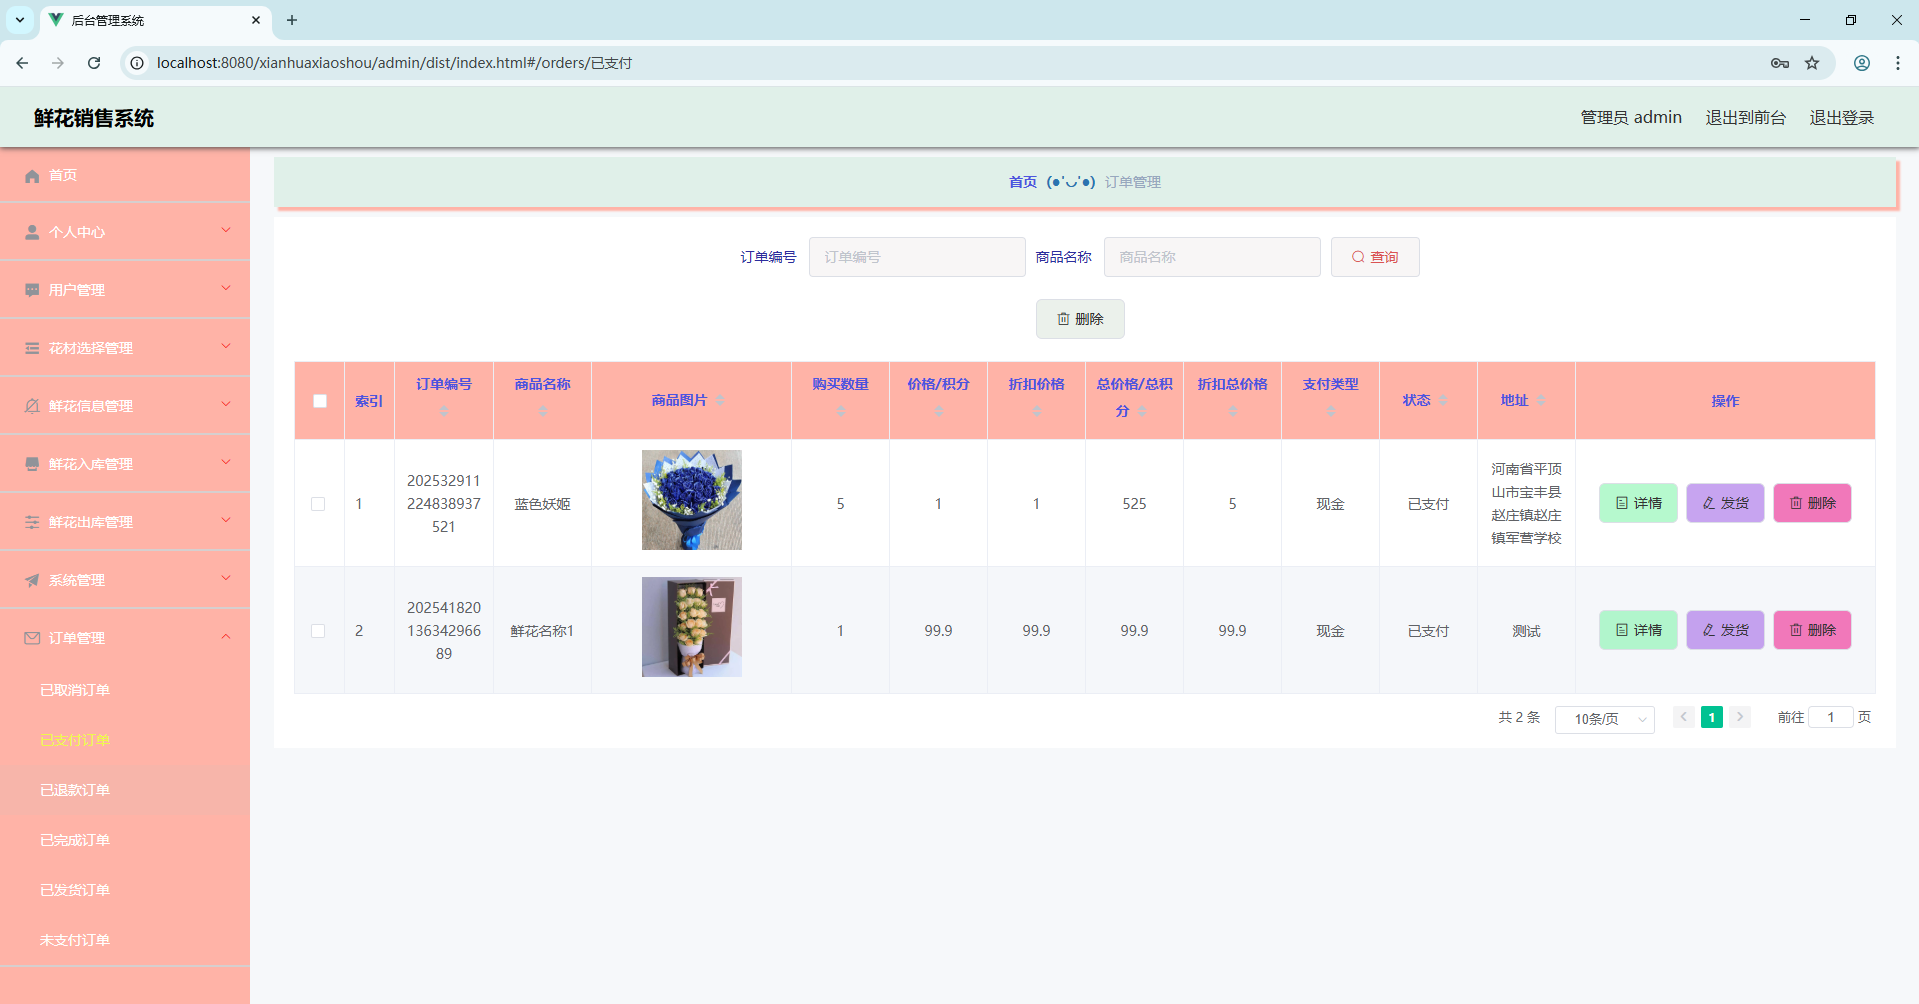 后台管理系统
localhost:8080/xianhuaxiaoshou/admin/dist/index.html#/orders/已支付
鲜花销售系统
管理员 admin
退出到前台
退出登录
首页
个人中心
用户管理
花材选择管理
鲜花信息管理
鲜花入库管理
鲜花出库管理
系统管理
订单管理
已取消订单
已支付订单
已退款订单
已完成订单
已发货订单
未支付订单
首页 (●'◡'●) 订单管理
订单编号 订单编号 商品名称 商品名称 查询
删除
索引 订单编号 商品名称 商品图片 购买数量 价格/积分 折扣价格 总价格/总积
分 折扣总价格 支付类型 状态 地址 操作
1
202532911
224838937
521
蓝色妖姬
5
1
1
525
5
现金
已支付
河南省平顶
山市宝丰县
赵庄镇赵庄
镇军营学校
详情 发货 删除
2
202541820
136342966
89
鲜花名称1
1
99.9
99.9
99.9
99.9
现金
已支付
测试
详情 发货 删除
共 2 条 10条/页 1 前往 1 页